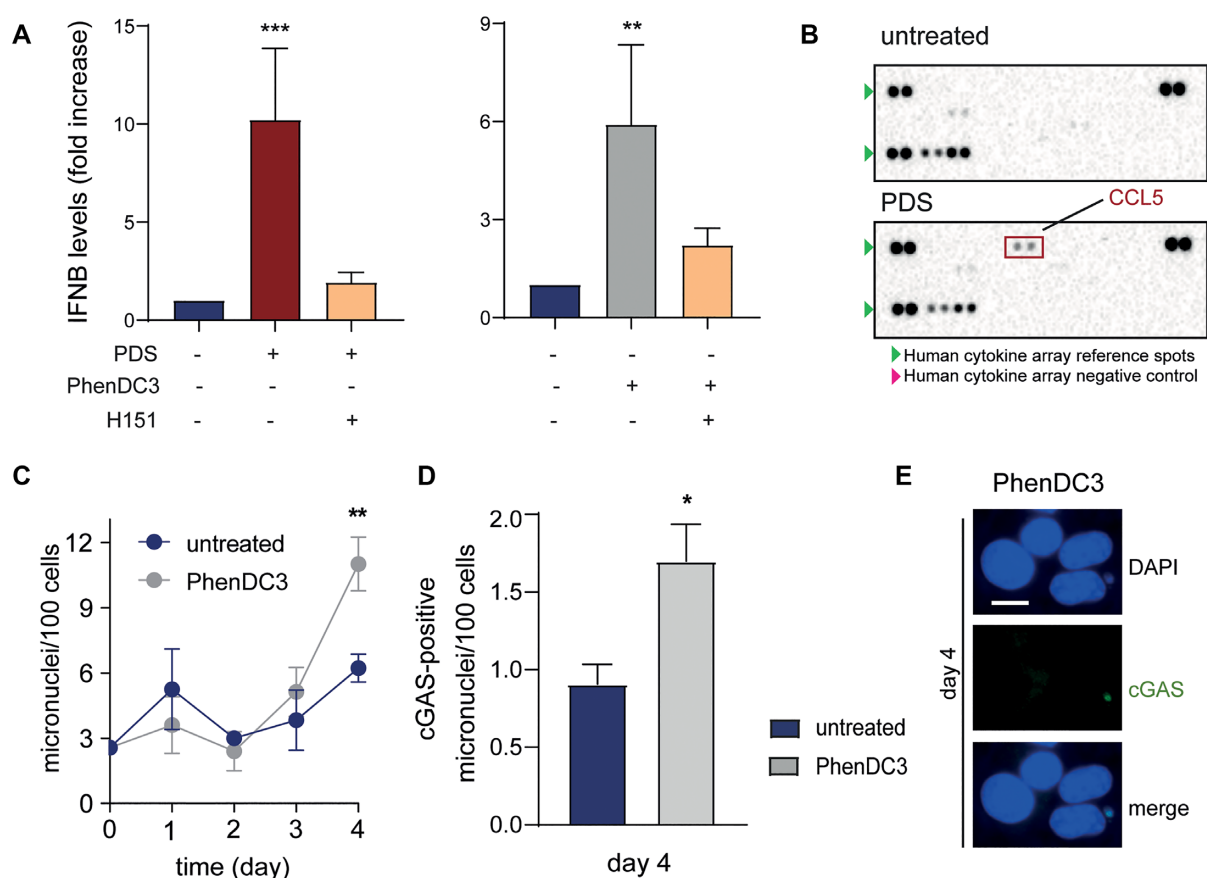 A
IFNB levels (fold increase)
15
10
5
0
***
9
6
3
0
**
PDS - + + - - -
PhenDC3 - - - - + +
H151 - - + - - +
B
untreated
PDS
CCL5
Human cytokine array reference spots
Human cytokine array negative control
C
micronuclei/100 cells
12
9
6
3
0
untreated
PhenDC3
**
0 1 2 3 4
time (day)
D
cGAS-positive
micronuclei/100 cells
2.0
1.5
1.0
0.5
0.0
*
day 4
untreated
PhenDC3
E
PhenDC3
day 4
DAPI
cGAS
merge